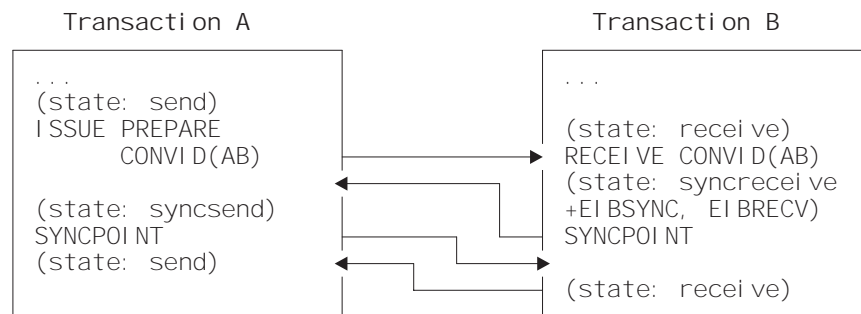 Transaction A
Transaction B
...
(state: send)
ISSUE PREPARE
CONVID(AB)
(state: syncsend)
SYNCPOINT
(state: send)
...
(state: receive)
RECEIVE CONVID(AB)
(state: syncreceive
+EIBSYNC, EIBRECV)
SYNCPOINT
(state: receive)